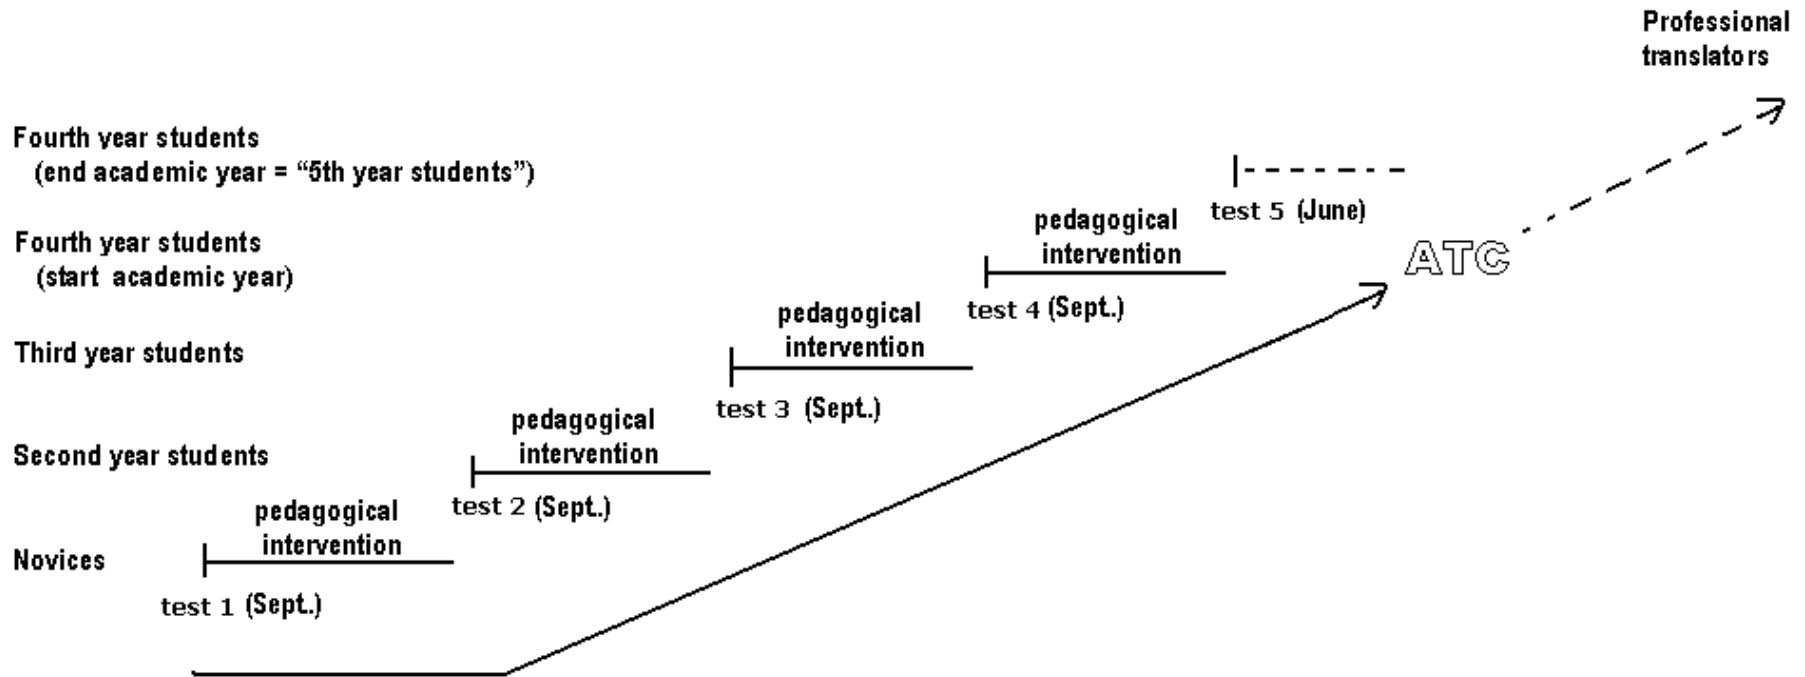 Professional
translators
Fourth year students
(end academic year = “5th year students”)
test 5 (June)
pedagogical
intervention
Fourth year students
(start academic year)
ATC
test 4 (Sept..)
pedagogical
intervention
Third year students
test 3 (Sept..)
pedagogical
intervention
Second year students
test 2 (Sept..)
pedagogical
intervention
Novices
test 1 (Sept..)